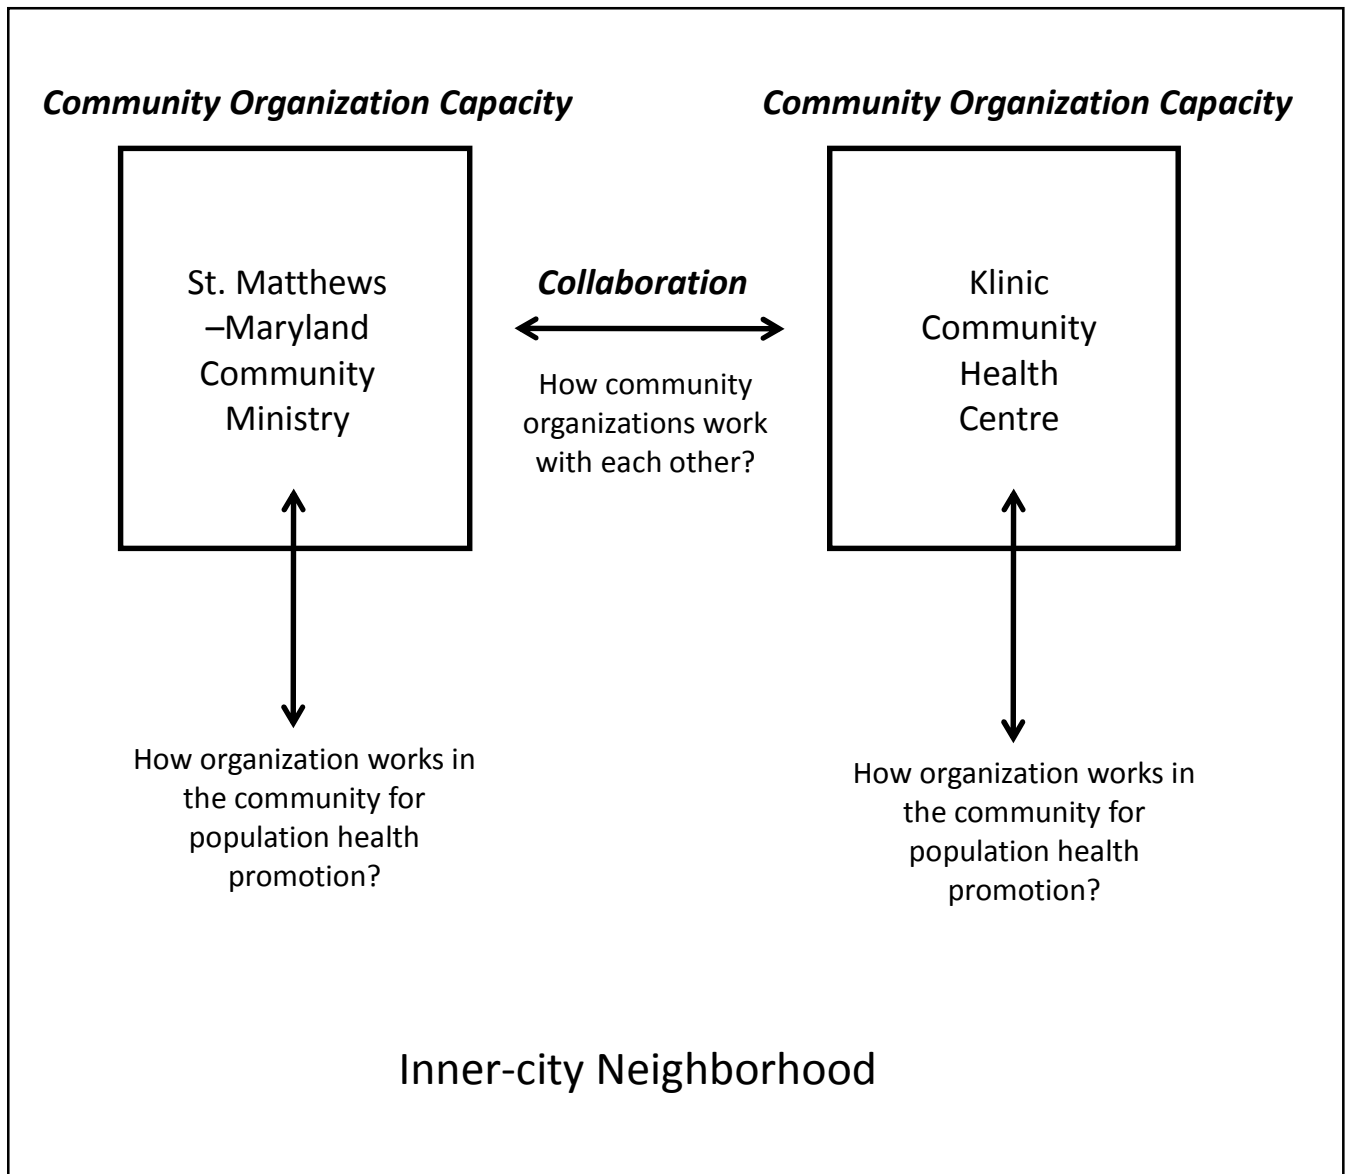 Community Organization Capacity
Community Organization Capacity
St. Matthews
–Maryland
Community
Ministry
Collaboration
How community
organizations work
with each other?
Klinic
Community
Health
Centre
How organization works in
the community for
population health
promotion?
How organization works in
the community for
population health
promotion?
Inner-city Neighborhood